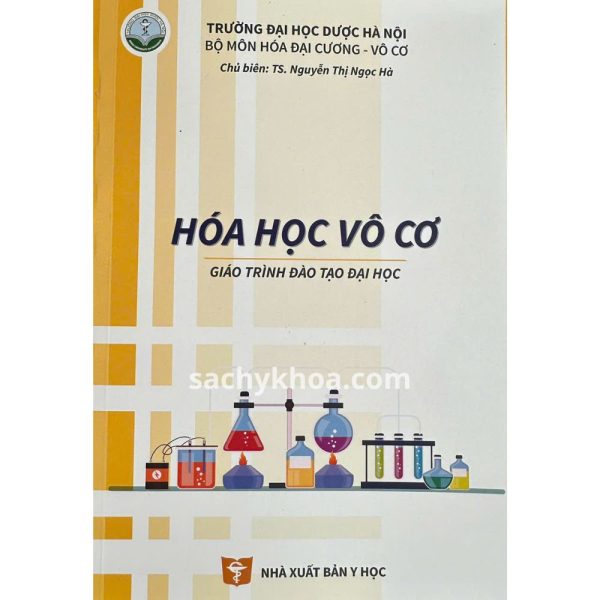 TRƯỜNG ĐẠI HỌC DƯỢC HÀ NỘI
BỘ MÔN HÓA ĐẠI CƯƠNG - VÔ CƠ
Chủ biên: TS. Nguyễn Thị Ngọc Hà
HÓA HỌC VÔ CƠ
GIÁO TRÌNH ĐÀO TẠO ĐẠI HỌC
sachykhoa.com
NHÀ XUẤT BẢN Y HỌC